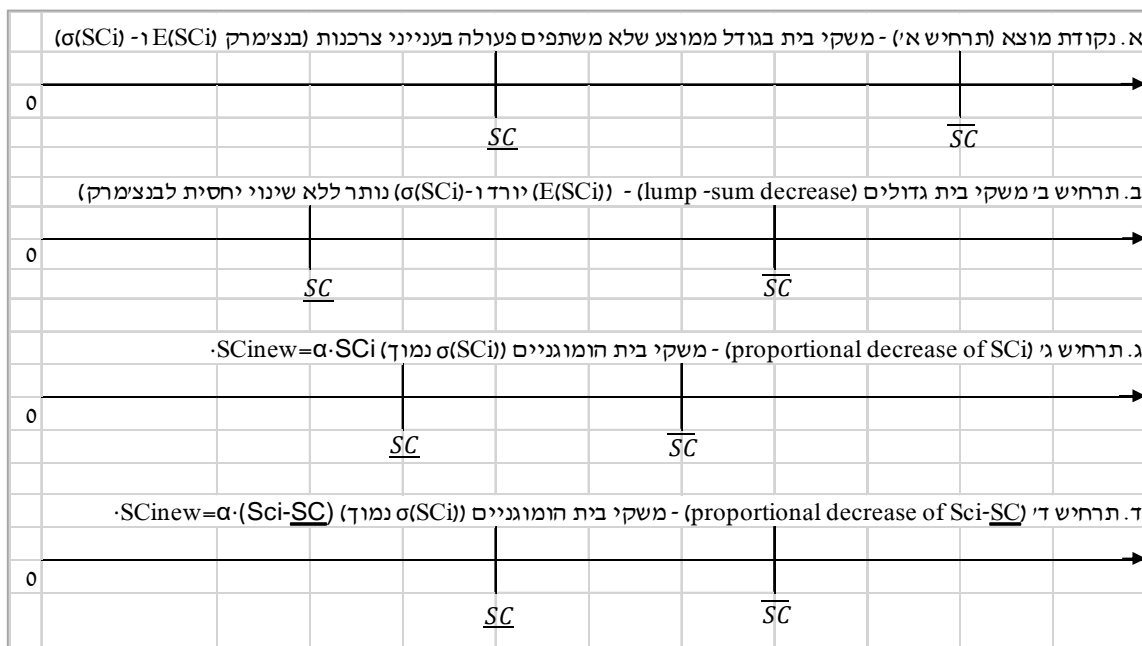 א. נקודת מוצא (תרחיש א׳) - משקי בית בגודל ממוצע שלא משתפים פעולה בענייני צרכנות (בנצ׳מרק E(SCi) ו- σ(SCi))
0
SC
SC
ב. תרחיש ב׳ משקי בית גדולים (lump -sum decrease) - (E(SCi) יורד ו-σ(SCi) נותר ללא שינוי יחסית לבנצ׳מרק)
0
SC
SC
ג. תרחיש ג׳ (proportional decrease of SCi) - משקי בית הומוגניים (σ(SCi) נמוך) SCinew=α·SCi·
0
SC
SC
ד. תרחיש ד׳ (proportional decrease of Sci-SC) - משקי בית הומוגניים (σ(SCi) נמוך) SCinew=α·(Sci-SC)·
0
SC
SC